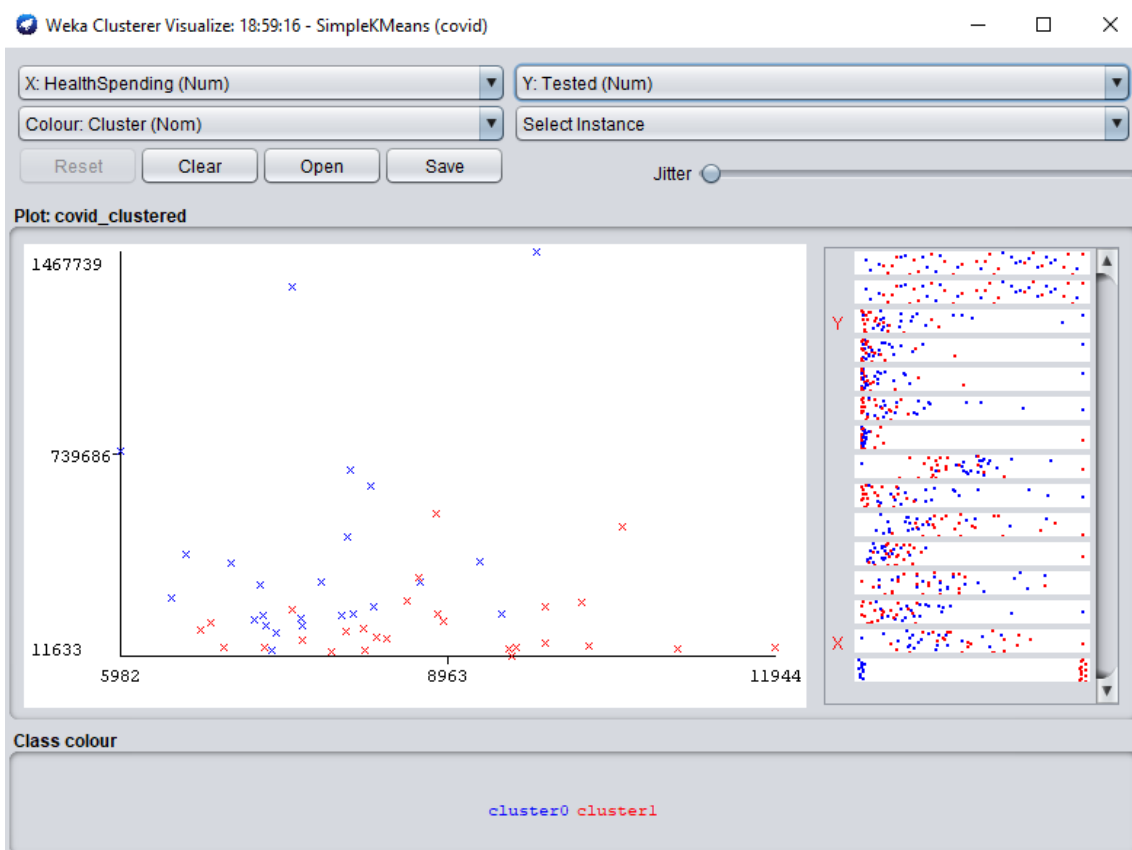 Weka Clusterer Visualize: 18:59:16 - SimpleKMeans (covid)
X: HealthSpending (Num)
Y: Tested (Num)
Colour: Cluster (Nom)
Select Instance
Reset
Clear
Open
Save
Jitter
Plot: covid_clustered
1467739
739686
11633
5982
8963
11944
Y
X
Class colour
cluster0 cluster1